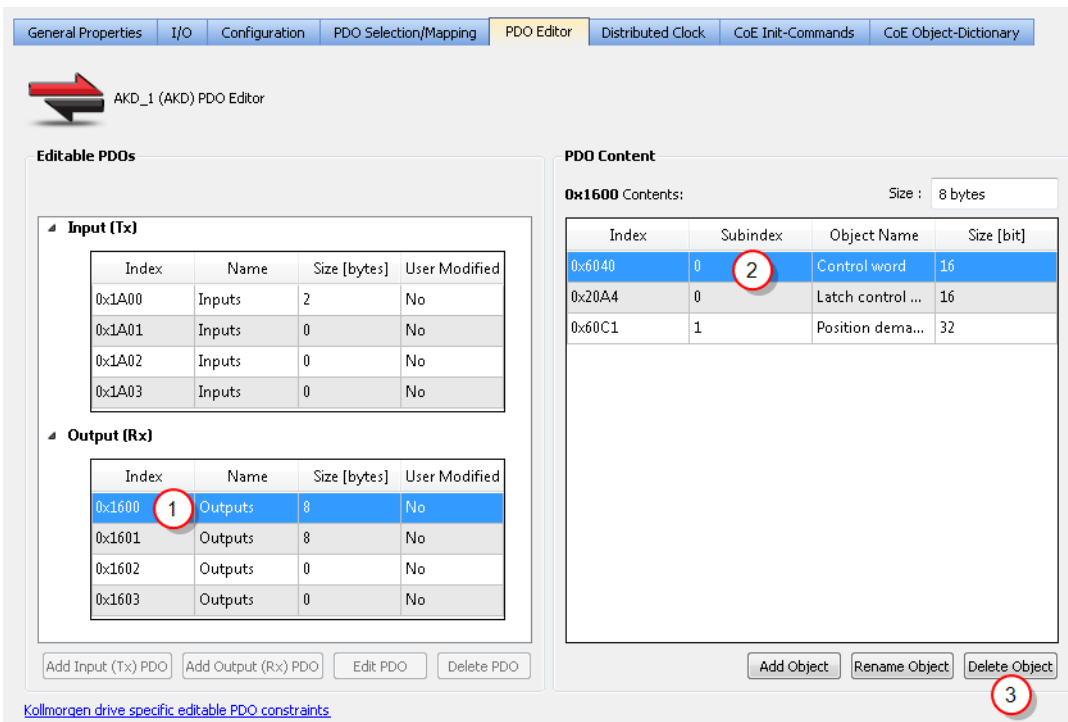 General Properties I/O Configuration PDO Selection/Mapping PDO Editor Distributed Clock CoE Init-Commands CoE Object-Dictionary
AKD_1 (AKD) PDO Editor
Editable PDOs
Input (Tx)
Index Name Size [bytes] User Modified
0x1A00 Inputs 2 No
0x1A01 Inputs 0 No
0x1A02 Inputs 0 No
0x1A03 Inputs 0 No
Output (Rx)
Index Name Size [bytes] User Modified
0x1600 1 Outputs 8 No
0x1601 Outputs 8 No
0x1602 Outputs 0 No
0x1603 Outputs 0 No
Add Input (Tx) PDO Add Output (Rx) PDO Edit PDO Delete PDO
Kollmorgen drive specific editable PDO constraints
PDO Content
0x1600 Contents: Size : 8 bytes
Index Subindex Object Name Size [bit]
0x6040 0 2 Control word 16
0x20A4 0 Latch control ... 16
0x60C1 1 Position dema... 32
Add Object Rename Object Delete Object
3